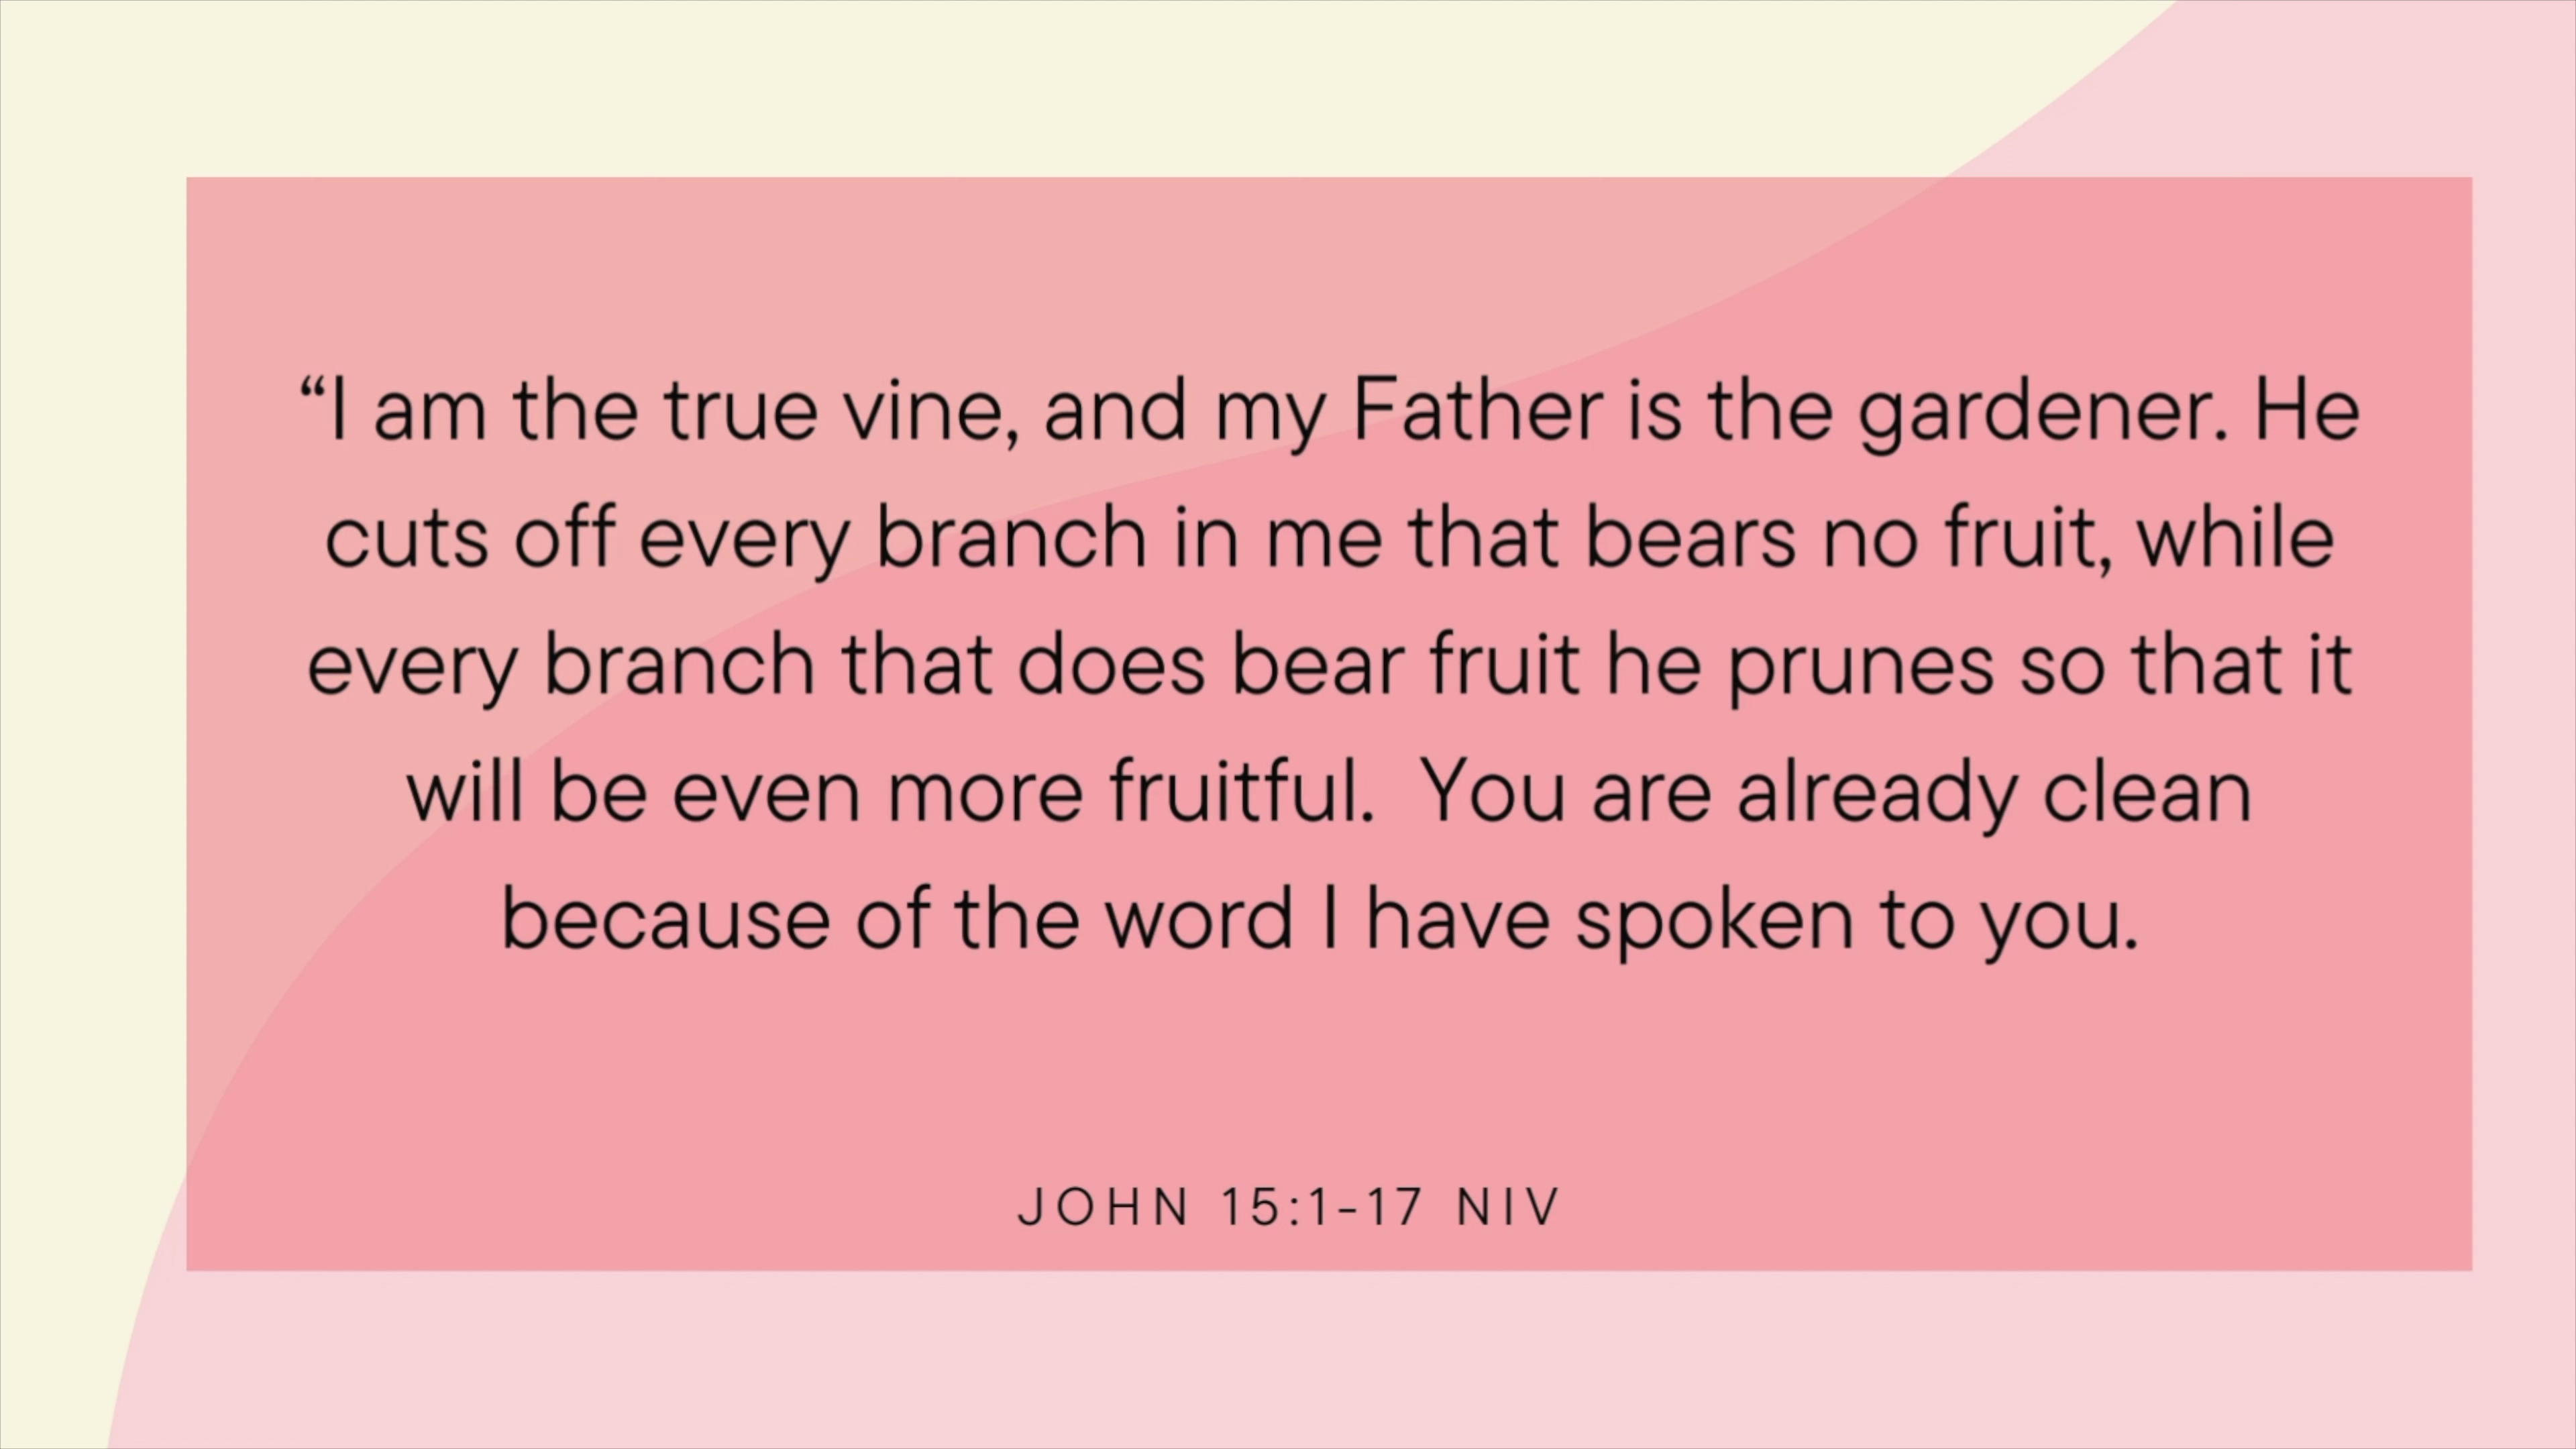 “I am the true vine, and my Father is the gardener. He
cuts off every branch in me that bears no fruit, while
every branch that does bear fruit he prunes so that it
will be even more fruitful.  You are already clean
because of the word I have spoken to you.
JOHN 15:1-17 NIV